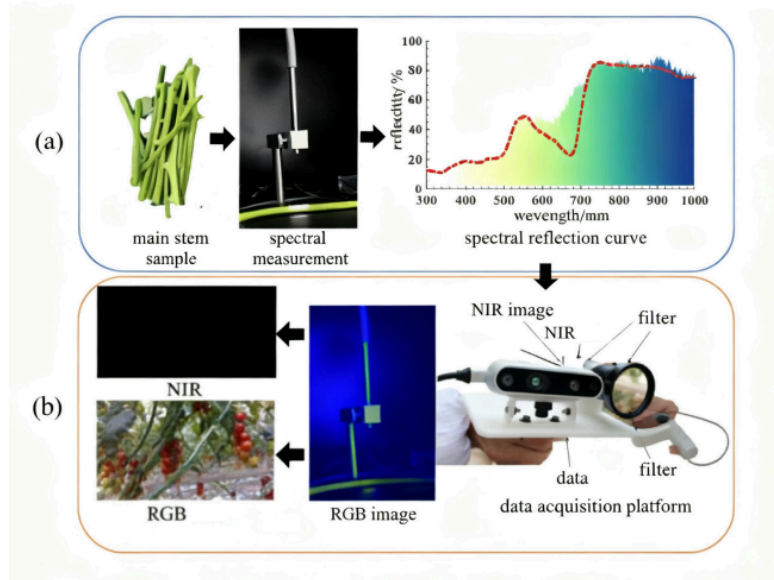 (a)
main stem
sample
spectral
measurement
reflecdtty/ %
100
80
60
40
20
0
300 400 500 600 700 800 900 1000
wevength/mm
spectral reflection curve
(b)
NIR
RGB
RGB image
NIR image
NIR
filter
filter
data
data acquisition platform